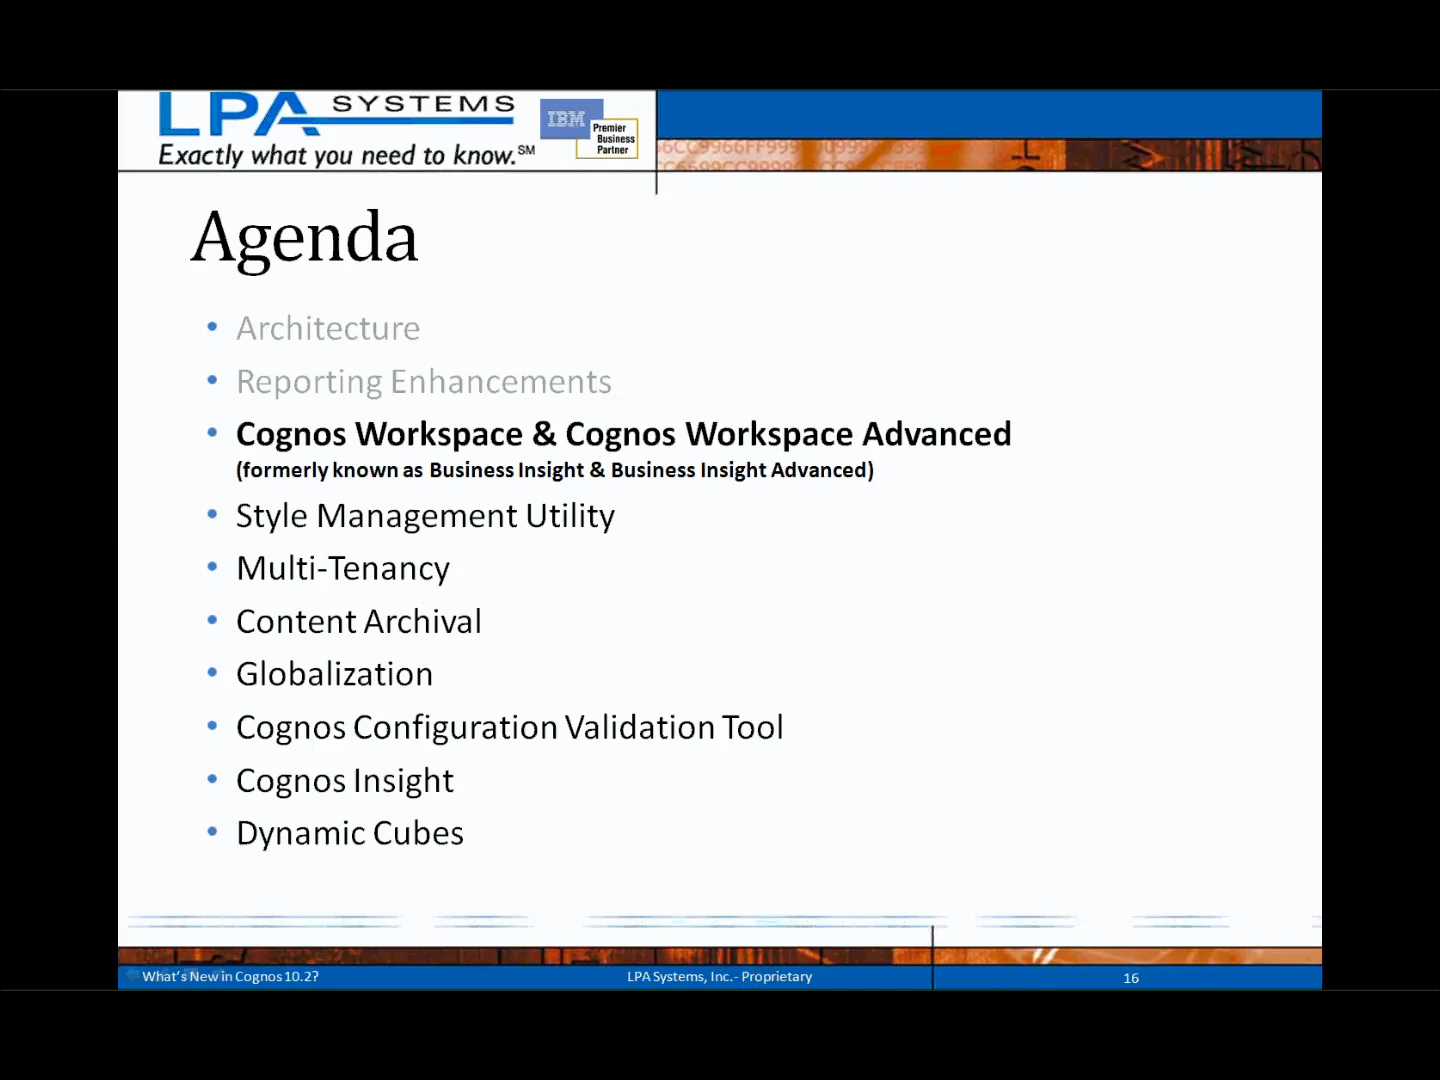 LPA SYSTEMS
Exactly what you need to know.SM
IBM
Premier
Business
Partner
Agenda
• Architecture
• Reporting Enhancements
• Cognos Workspace & Cognos Workspace Advanced
(formerly known as Business Insight & Business Insight Advanced)
• Style Management Utility
• Multi-Tenancy
• Content Archival
• Globalization
• Cognos Configuration Validation Tool
• Cognos Insight
• Dynamic Cubes
What's New in Cognos 10.2?
LPA Systems, Inc.- Proprietary
16